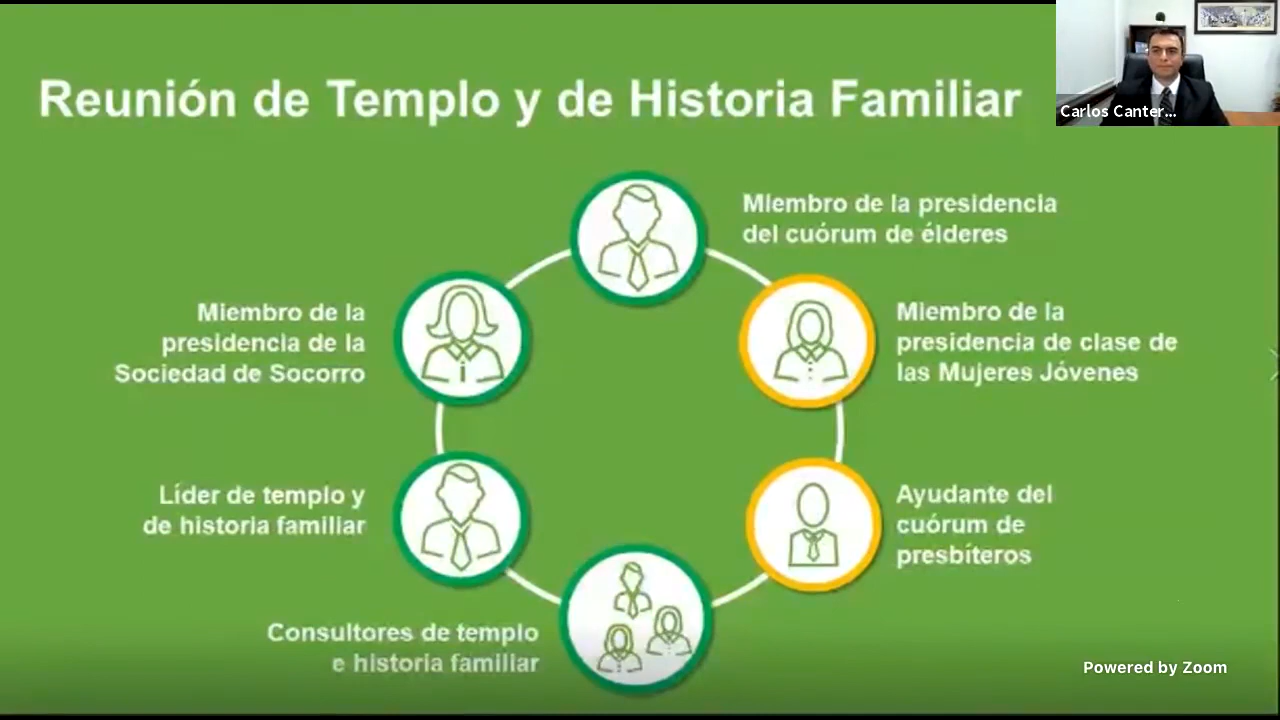 Reunión de Templo y de Historia Familiar
Carlos Canter...
Miembro de la presidencia
del cuórum de élderes
Miembro de la
presidencia de la
Sociedad de Socorro
Miembro de la
presidencia de clase de
las Mujeres Jóvenes
Líder de templo y
de historia familiar
Ayudante del
cuórum de
presbíteros
Consultores de templo
e historia familiar
Powered by Zoom